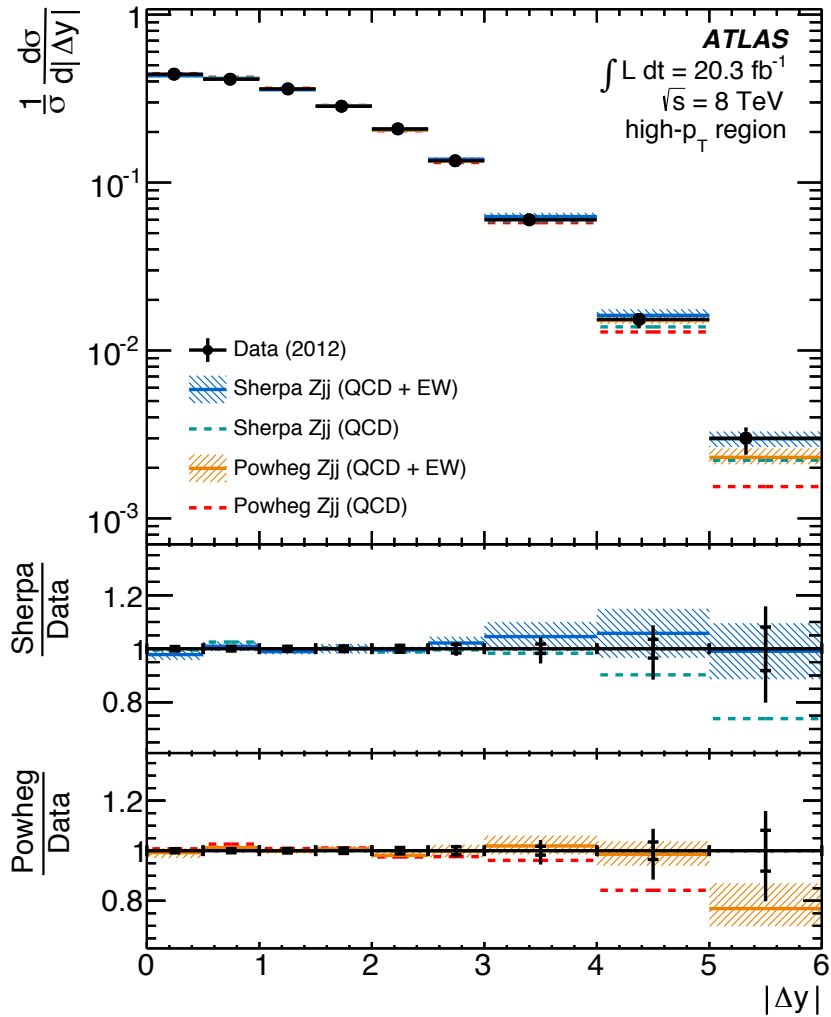 1/σ dσ/d|Δy|
1
10⁻¹
10⁻²
10⁻³
ATLAS
∫ L dt = 20.3 fb⁻¹
√s = 8 TeV
high-p_T region
Data (2012)
Sherpa Zjj (QCD + EW)
Sherpa Zjj (QCD)
Powheg Zjj (QCD + EW)
Powheg Zjj (QCD)
Sherpa
Data
1.2
1
0.8
Powheg
Data
1.2
1
0.8
0 1 2 3 4 5 6
|Δy|